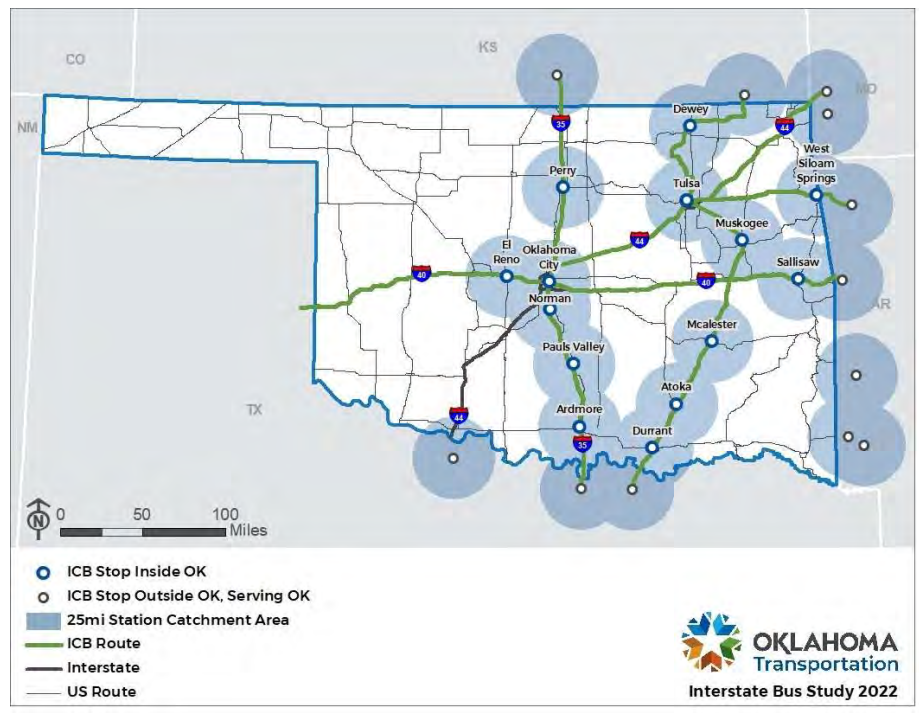 CO
KS
MO
NM
35
Dewey
44
West
Siloam
Springs
Perry
Tulsa
Muskogee
44
El
Reno
Oklahoma
City
40
40
Sallisaw
Norman
AR
Mcalester
Pauls Valley
TX
44
Atoka
Ardmore
35
Durrant
N
0 50 100
Miles
ICB Stop Inside OK
ICB Stop Outside OK, Serving OK
25mi Station Catchment Area
ICB Route
Interstate
US Route
OKLAHOMA
Transportation
Interstate Bus Study 2022